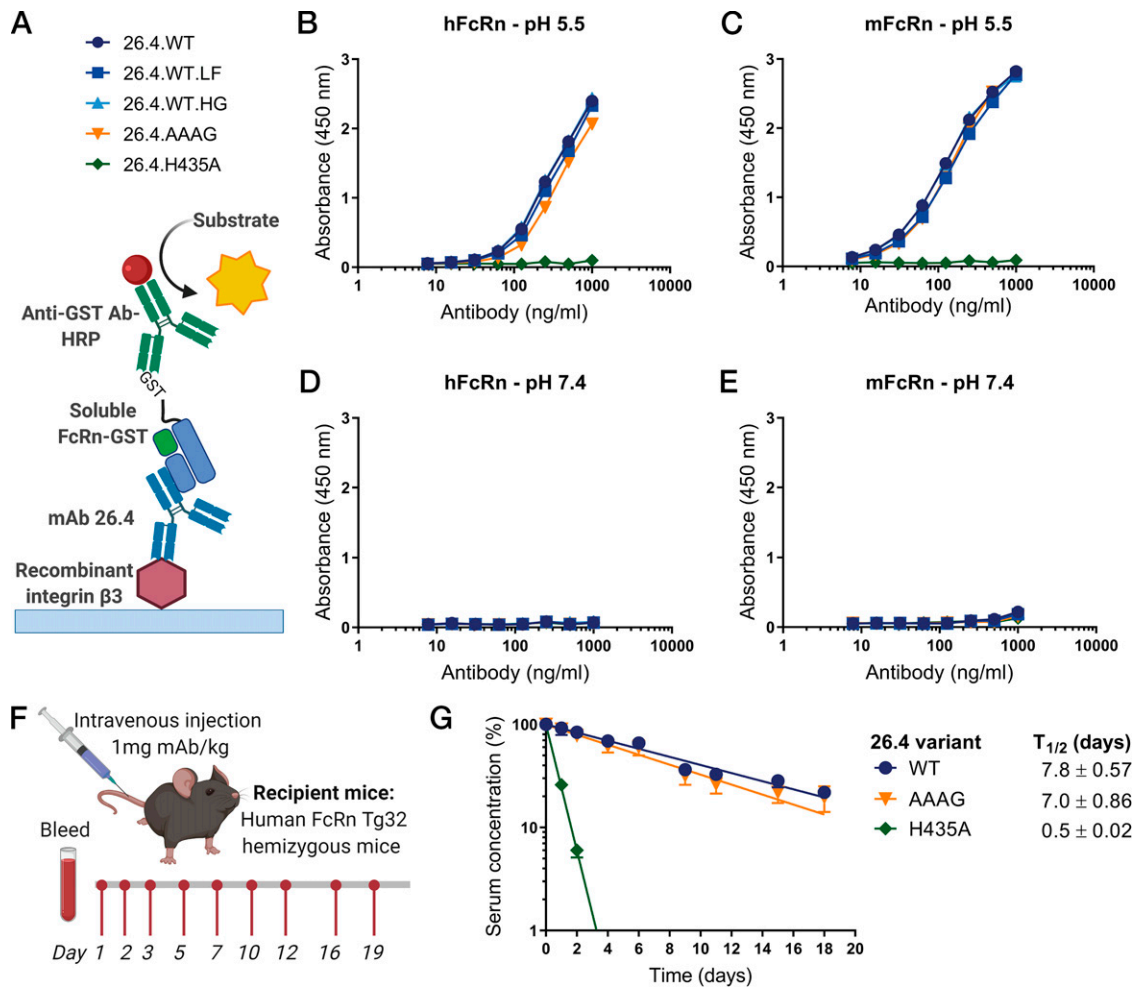 A
26.4.WT
26.4.WT.LF
26.4.WT.HG
26.4.AAAG
26.4.H435A
Substrate
Anti-GST Ab-
HRP
GST
Soluble
FcRn-GST
mAb 26.4
Recombinant
integrin β3
B
hFcRn - pH 5.5
Absorbance (450 nm)
3
2
1
0
1 10 100 1000 10000
Antibody (ng/ml)
C
mFcRn - pH 5.5
Absorbance (450 nm)
3
2
1
0
1 10 100 1000 10000
Antibody (ng/ml)
D
hFcRn - pH 7.4
Absorbance (450 nm)
3
2
1
0
1 10 100 1000 10000
Antibody (ng/ml)
E
mFcRn - pH 7.4
Absorbance (450 nm)
3
2
1
0
1 10 100 1000 10000
Antibody (ng/ml)
F
Intravenous injection
1mg mAb/kg
Recipient mice:
Human FcRn Tg32
hemizygous mice
Bleed
Day 1 2 3 5 7 10 12 16 19
G
Serum concentration (%)
100
10
1
0 2 4 6 8 10 12 14 16 18 20
Time (days)
26.4 variant T1/2 (days)
WT 7.8 ± 0.57
AAAG 7.0 ± 0.86
H435A 0.5 ± 0.02